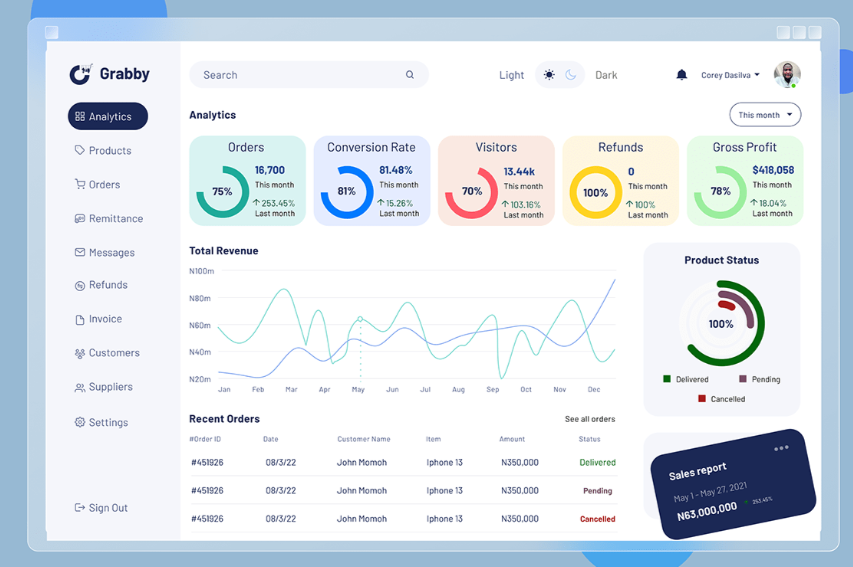 Grabby
Search
Light
Dark
Corey Dasilva
Analytics
Products
Orders
Remittance
Messages
Refunds
Invoice
Customers
Suppliers
Settings
Sign Out
Analytics
This month
Orders
75%
16,700
This month
253.45%
Last month
Conversion Rate
81%
81.48%
This month
15.26%
Last month
Visitors
70%
13.44k
This month
103.16%
Last month
Refunds
100%
0
This month
100%
Last month
Gross Profit
78%
$418,058
This month
18.04%
Last month
Total Revenue
N100m
N80m
N60m
N40m
N20m
Jan Feb Mar Apr May Jun Jul Aug Sep Oct Nov Dec
Product Status
100%
Delivered
Pending
Cancelled
Recent Orders
See all orders
#Order ID Date Customer Name Item Amount Status
#451926 08/3/22 John Momoh Iphone 13 N350,000 Delivered
#451926 08/3/22 John Momoh Iphone 13 N350,000 Pending
#451926 08/3/22 John Momoh Iphone 13 N350,000 Cancelled
Sales report
May 1 - May 27, 2021
N63,000,000
253.45%